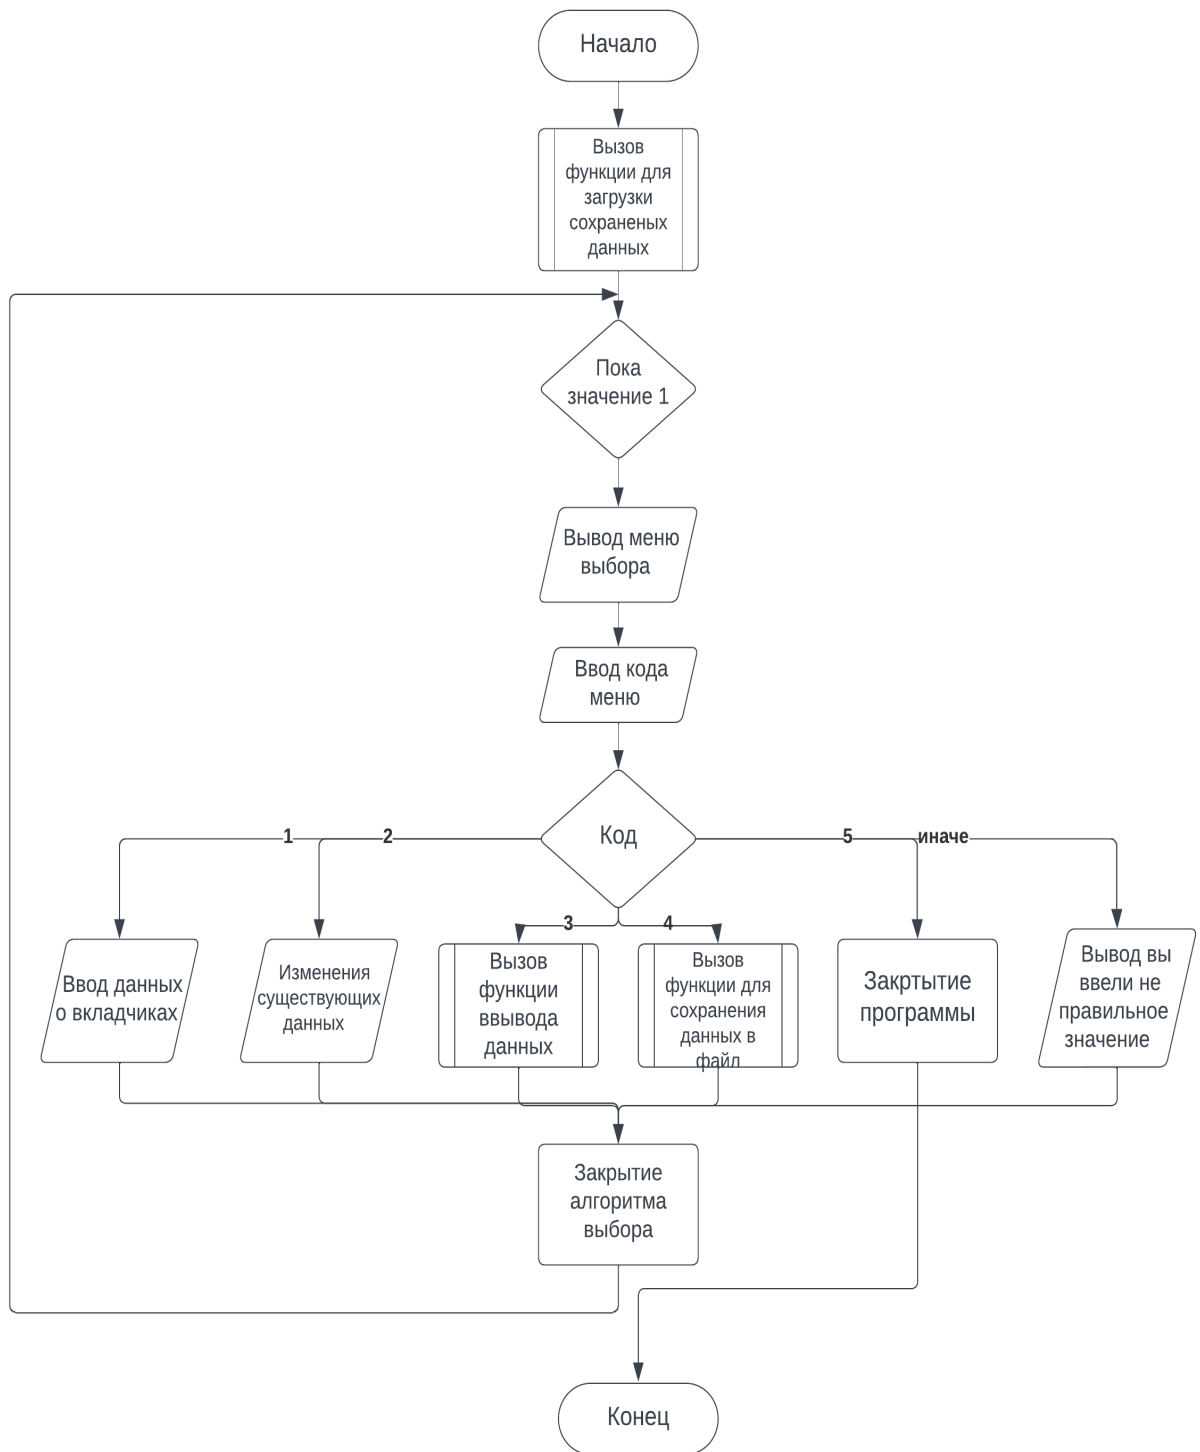 Начало
Вызов
функции для
загрузки
сохраненых
данных
Пока
значение 1
Вывод меню
выбора
Ввод кода
меню
Код
1
2
3
4
5
иначе
Ввод данных
о вкладчиках
Изменения
существующих
данных
Вызов
функции
ввывода
данных
Вызов
функции для
сохранения
данных в
файл
Закртытие
программы
Вывод вы
ввели не
правильное
значение
Закрытие
алгоритма
выбора
Конец